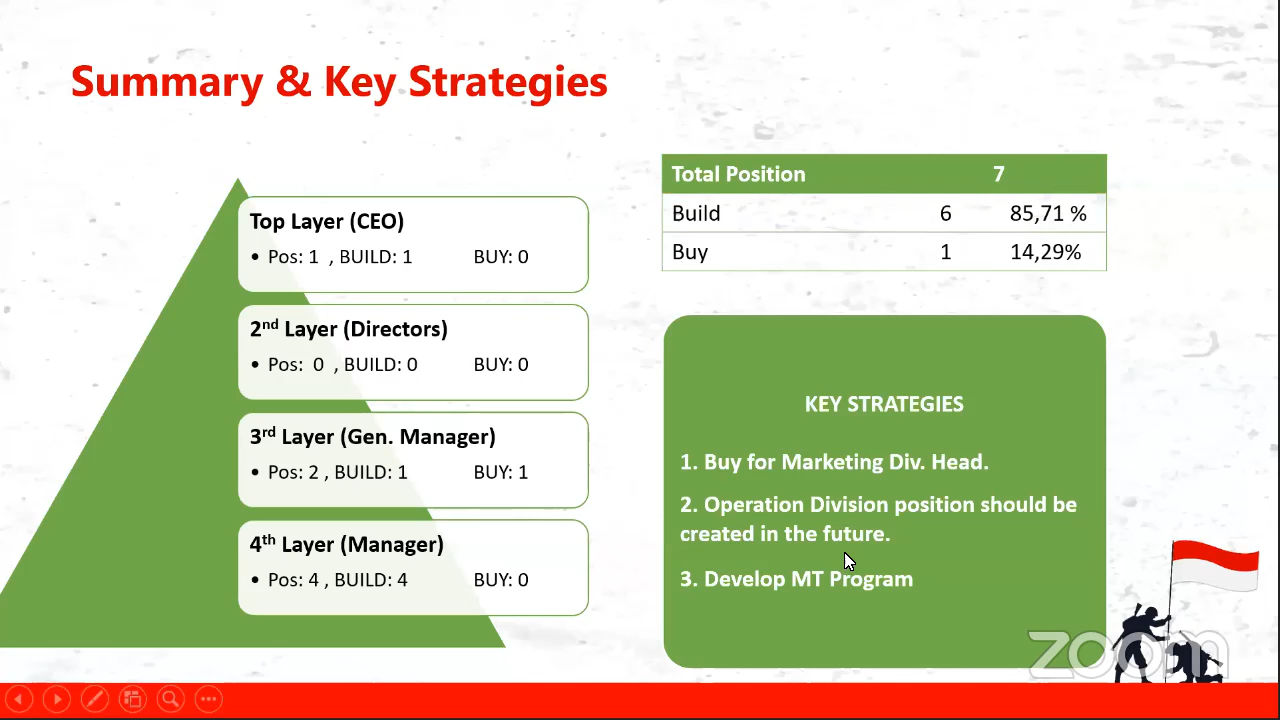 Summary & Key Strategies
Top Layer (CEO)
• Pos: 1 , BUILD: 1 BUY: 0
2nd Layer (Directors)
• Pos: 0 , BUILD: 0 BUY: 0
3rd Layer (Gen. Manager)
• Pos: 2 , BUILD: 1 BUY: 1
4th Layer (Manager)
• Pos: 4 , BUILD: 4 BUY: 0
Total Position 7
Build 6 85,71 %
Buy 1 14,29%
KEY STRATEGIES
1. Buy for Marketing Div. Head.
2. Operation Division position should be
created in the future.
3. Develop MT Program
zoom